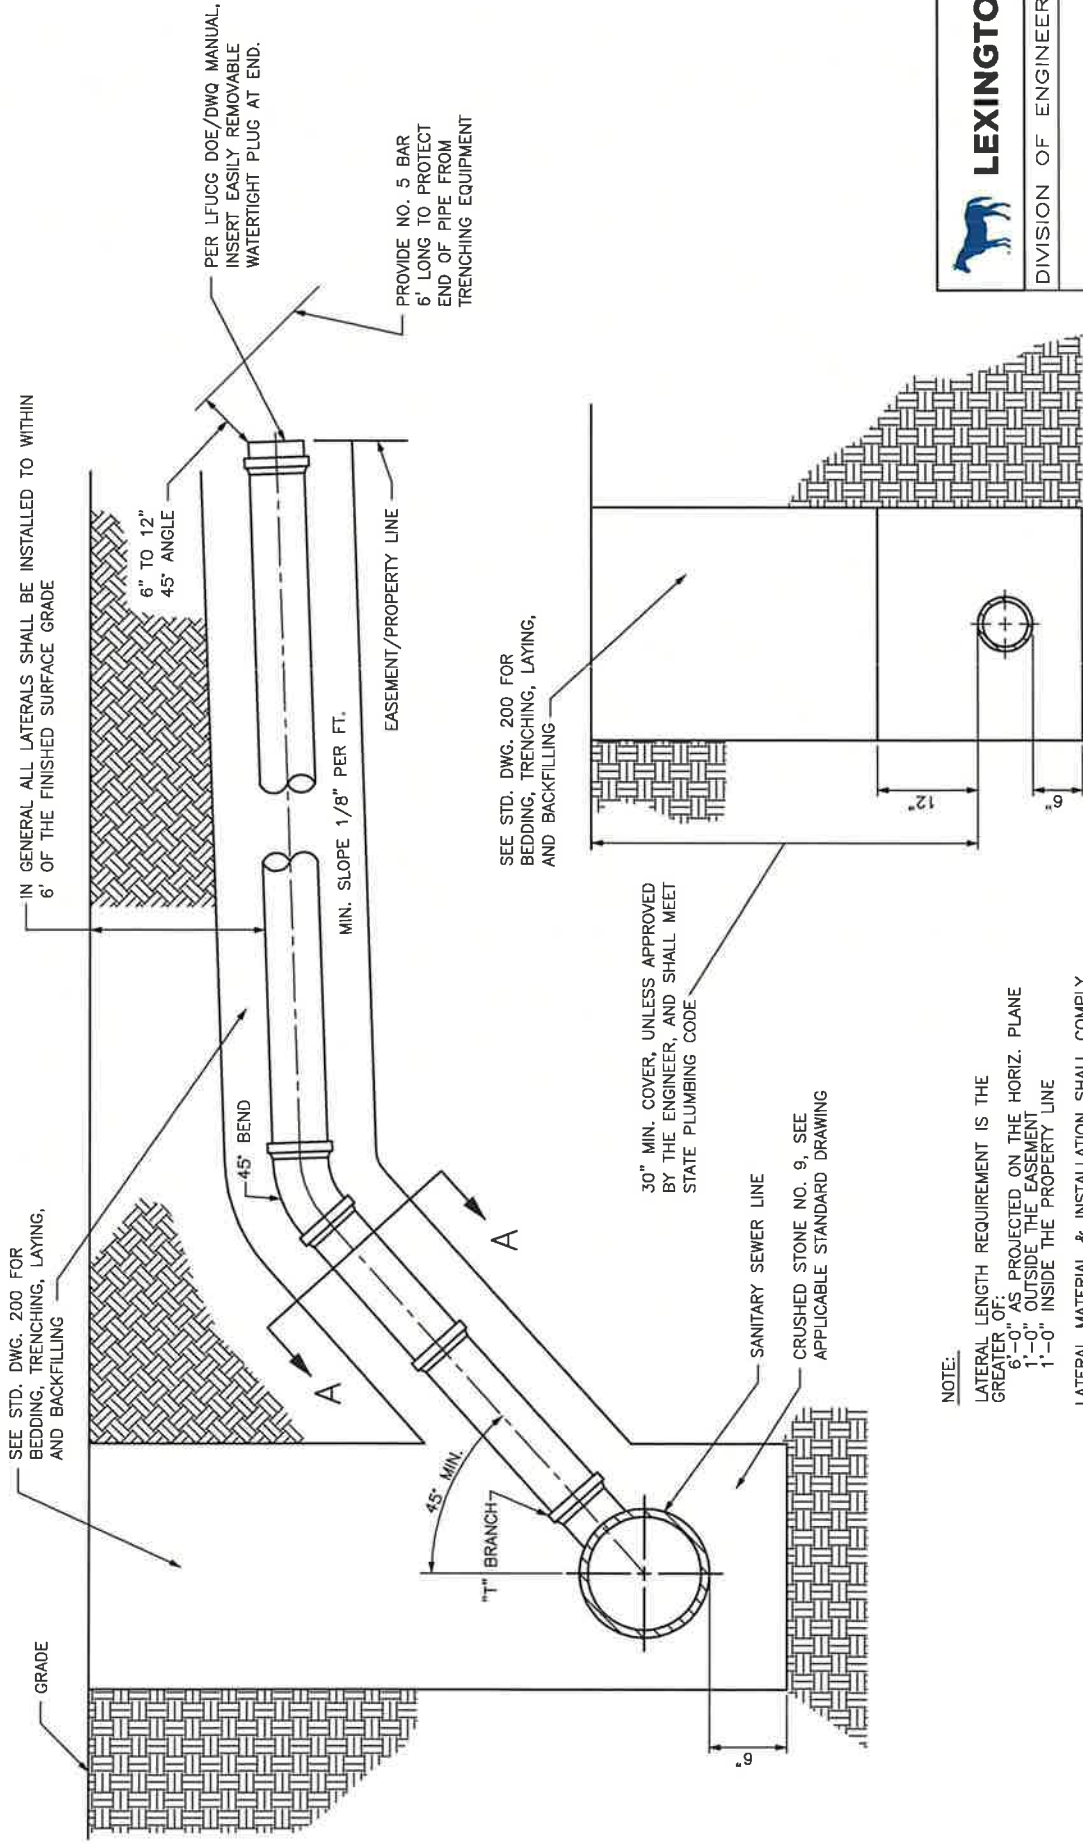 GRADE
SEE STD. DWG. 200 FOR
BEDDING, TRENCHING, LAYING,
AND BACKFILLING
IN GENERAL ALL LATERALS SHALL BE INSTALLED TO WITHIN
6' OF THE FINISHED SURFACE GRADE
PER LFUCG DOE/DWQ MANUAL,
INSERT EASILY REMOVABLE
WATERTIGHT PLUG AT END.
6" TO 12"
45° ANGLE
PROVIDE NO. 5 BAR
6' LONG TO PROTECT
END OF PIPE FROM
TRENCHING EQUIPMENT
45° BEND
MIN. SLOPE 1/8" PER FT.
EASEMENT/PROPERTY LINE
A
A
45° MIN.
"T" BRANCH
6"
SANITARY SEWER LINE
CRUSHED STONE NO. 9, SEE
APPLICABLE STANDARD DRAWING
SEE STD. DWG. 200 FOR
BEDDING, TRENCHING, LAYING,
AND BACKFILLING
30" MIN. COVER, UNLESS APPROVED
BY THE ENGINEER, AND SHALL MEET
STATE PLUMBING CODE
12"
6"
NOTE:
LATERAL LENGTH REQUIREMENT IS THE
GREATER OF:
6'-0" AS PROJECTED ON THE HORIZ. PLANE
1'-0" OUTSIDE THE EASEMENT
1'-0" INSIDE THE PROPERTY LINE
LATERAL MATERIAL & INSTALLATION SHALL COMPLY
LEXINGTO
DIVISION OF ENGINEER